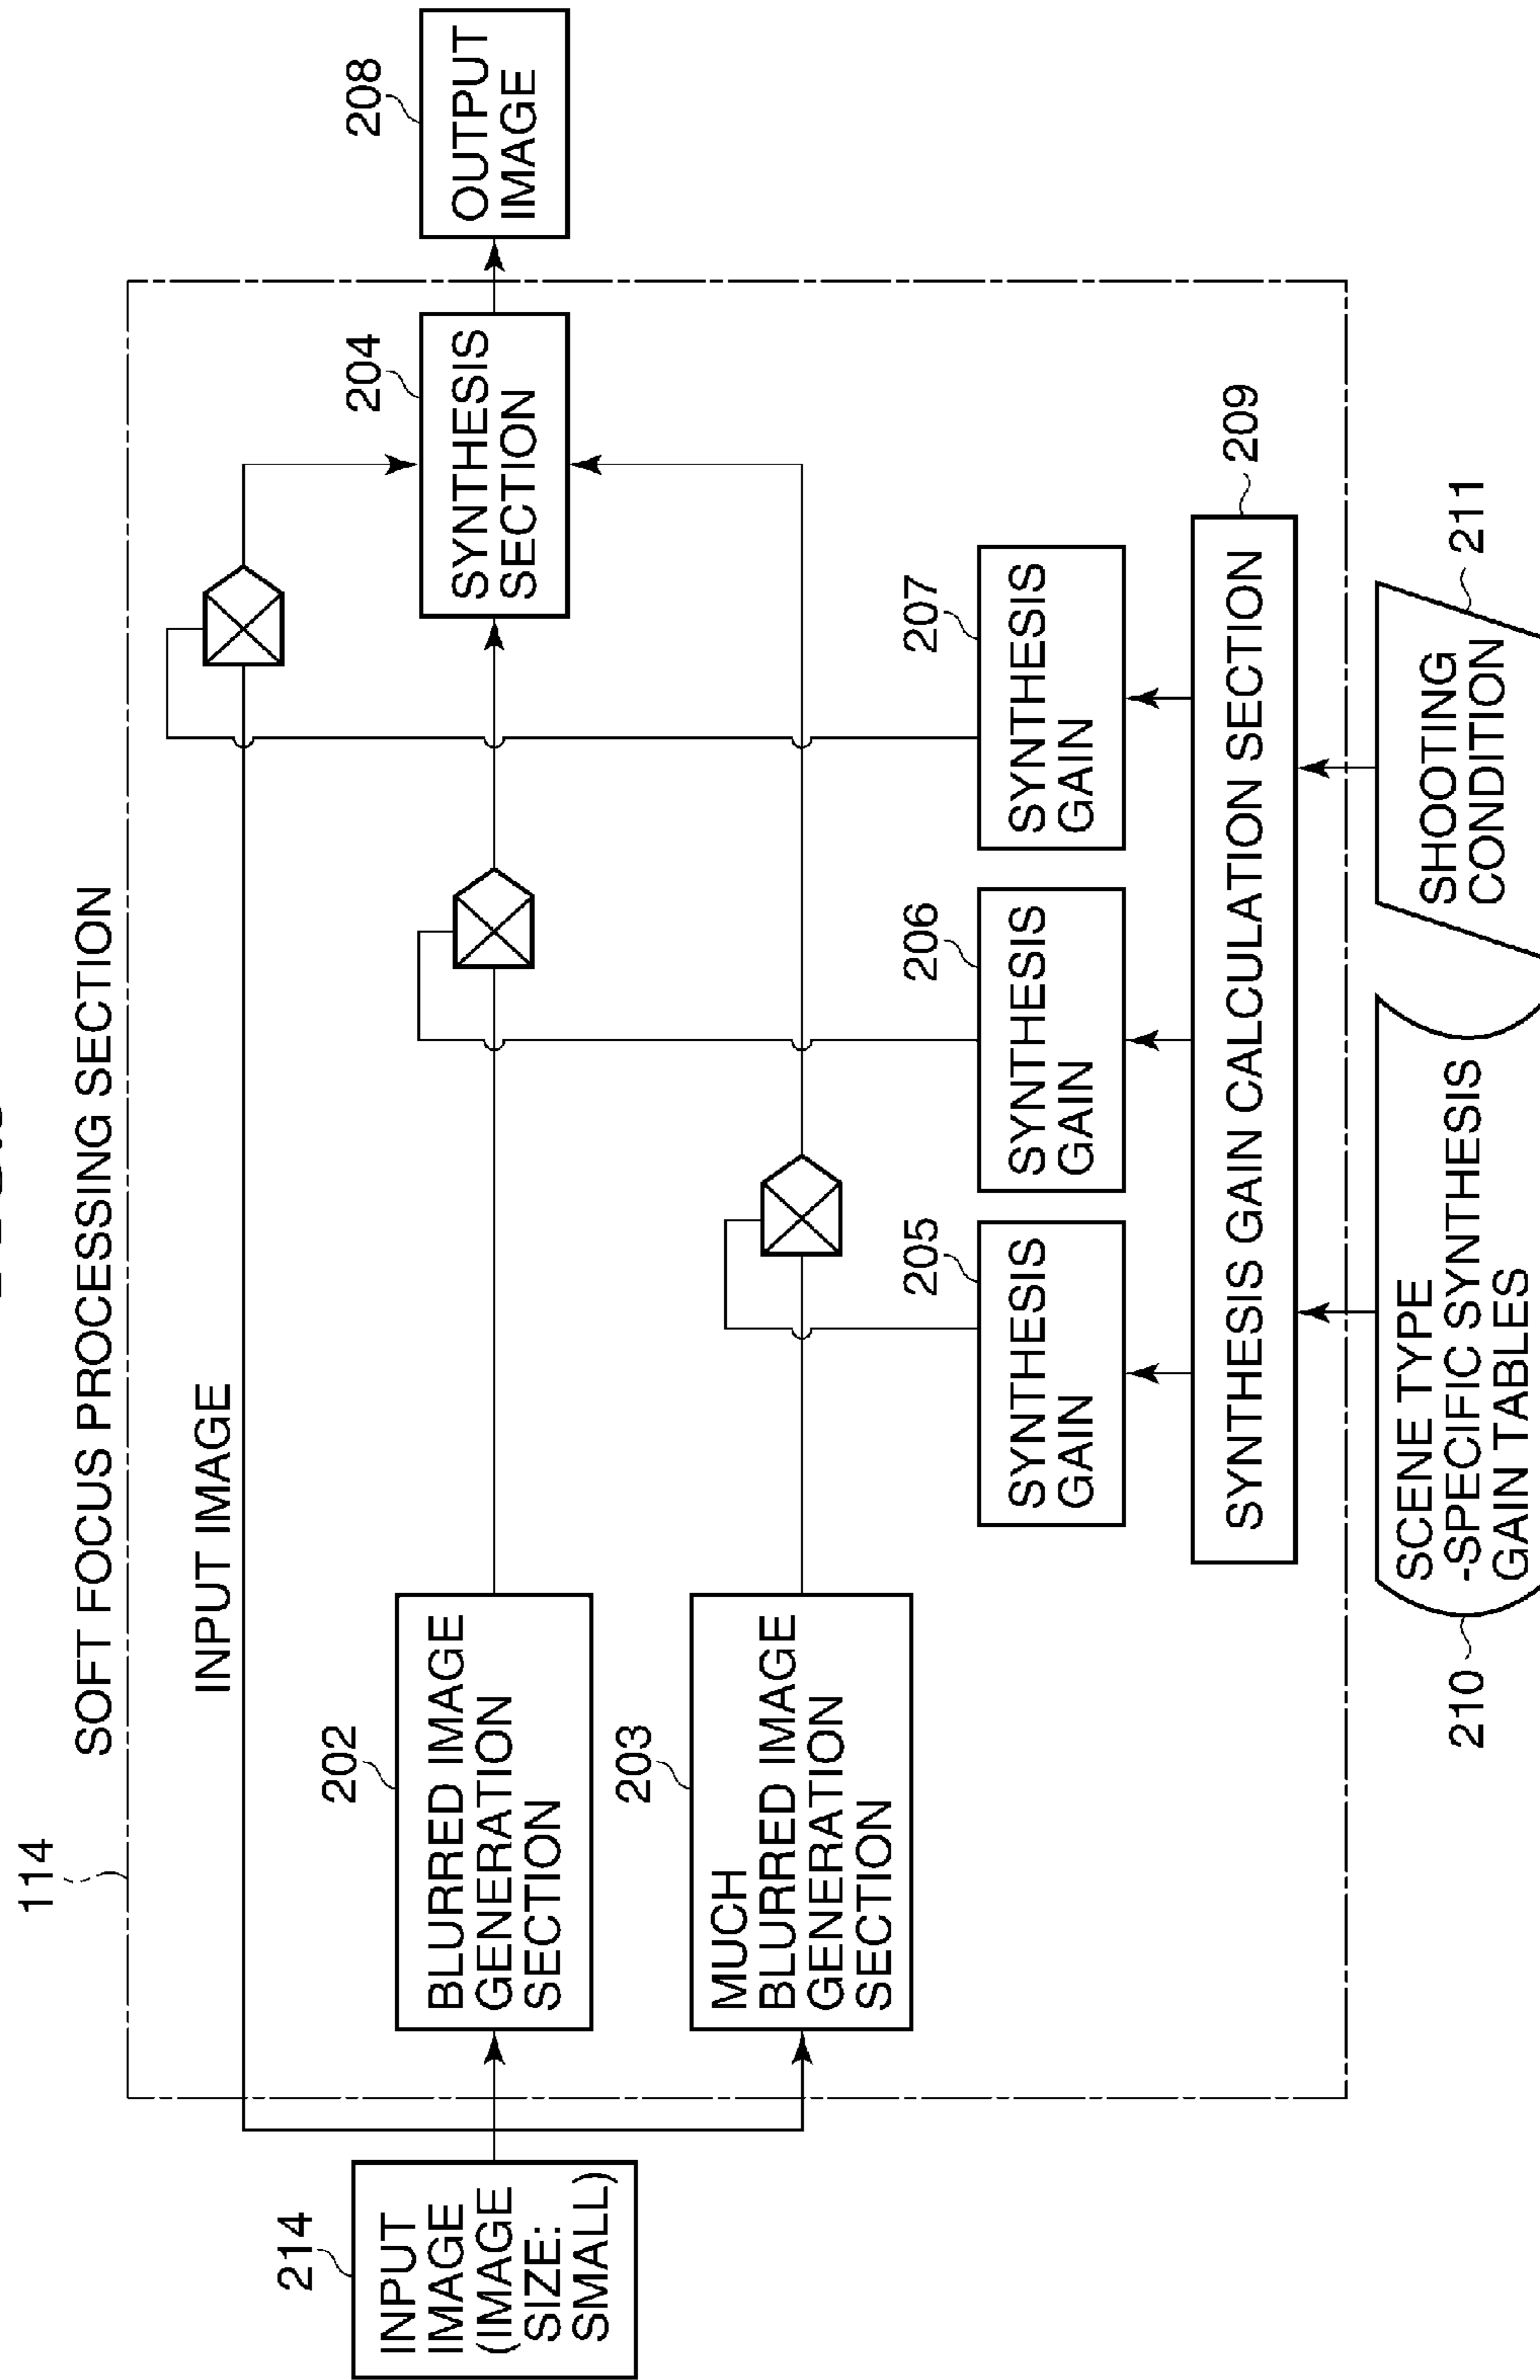 114
SOFT FOCUS PROCESSING SECTION
214
INPUT
IMAGE
(IMAGE
SIZE:
SMALL)
INPUT IMAGE
202
BLURRED IMAGE
GENERATION
SECTION
203
MUCH
BLURRED IMAGE
GENERATION
SECTION
204
SYNTHESIS
SECTION
208
OUTPUT
IMAGE
205
SYNTHESIS
GAIN
206
SYNTHESIS
GAIN
207
SYNTHESIS
GAIN
209
SYNTHESIS GAIN CALCULATION SECTION
210
SCENE TYPE
-SPECIFIC SYNTHESIS
GAIN TABLES
211
SHOOTING
CONDITION